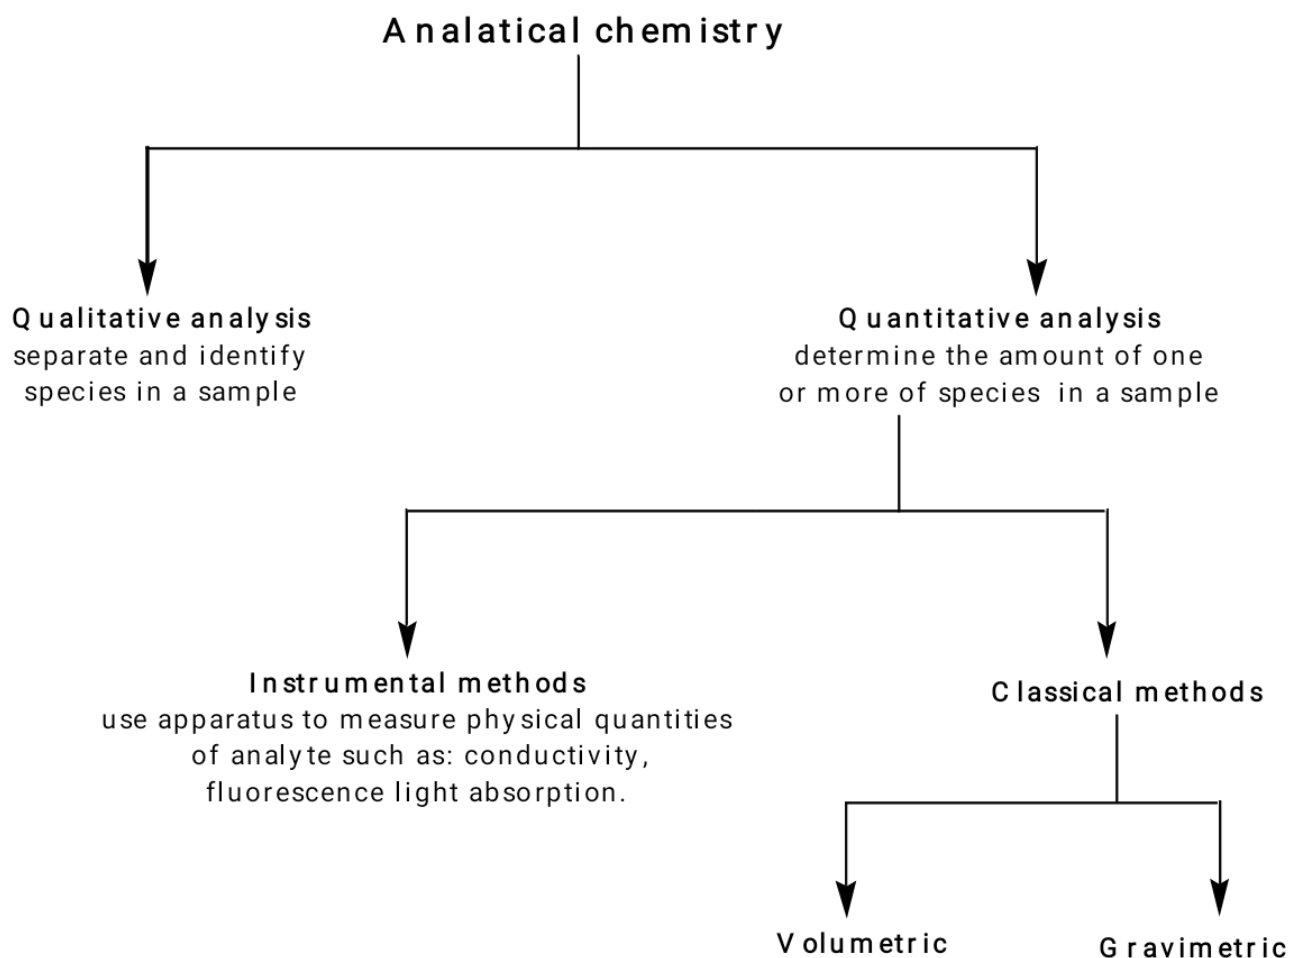 Analatical chemistry
Qualitative analysis
separate and identify
species in a sample
Quantitative analysis
determine the amount of one
or more of species in a sample
Instrumental methods
use apparatus to measure physical quantities
of analyte such as: conductivity,
fluorescence light absorption.
Classical methods
Volumetric
Gravimetric